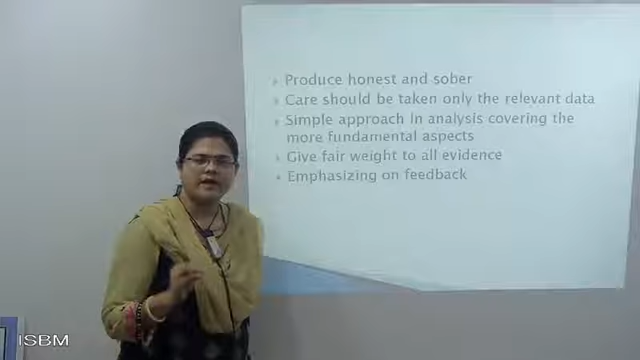 Produce honest and sober
Care should be taken only the relevant data
Simple approach in analysis covering the
more fundamental aspects
Give fair weight to all evidence
Emphasizing on feedback
ISBM